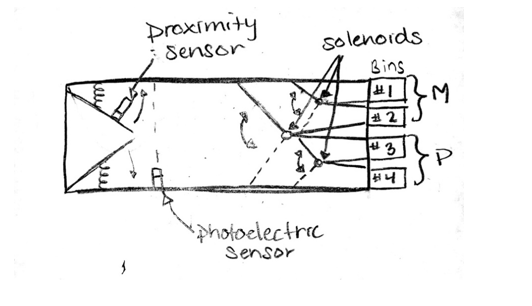 proximity
sensor
solenoids
Bins
#1
#2
M
#3
#4
P
photoelectric
sensor